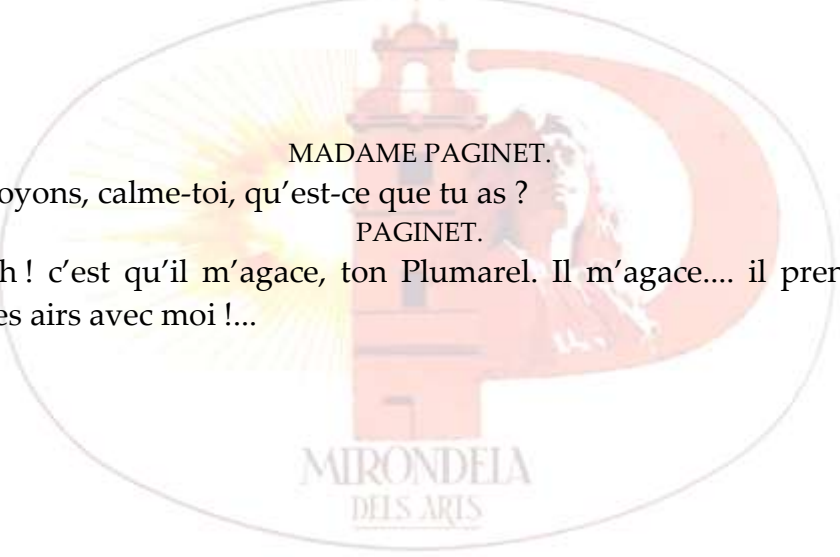 MADAME PAGINET.
oyons, calme-toi, qu’est-ce que tu as ?
PAGINET.
h ! c’est qu’il m’agace, ton Plumarel. Il m’agace.... il pren
es airs avec moi !...
MIRONDELA
DELS ARTS